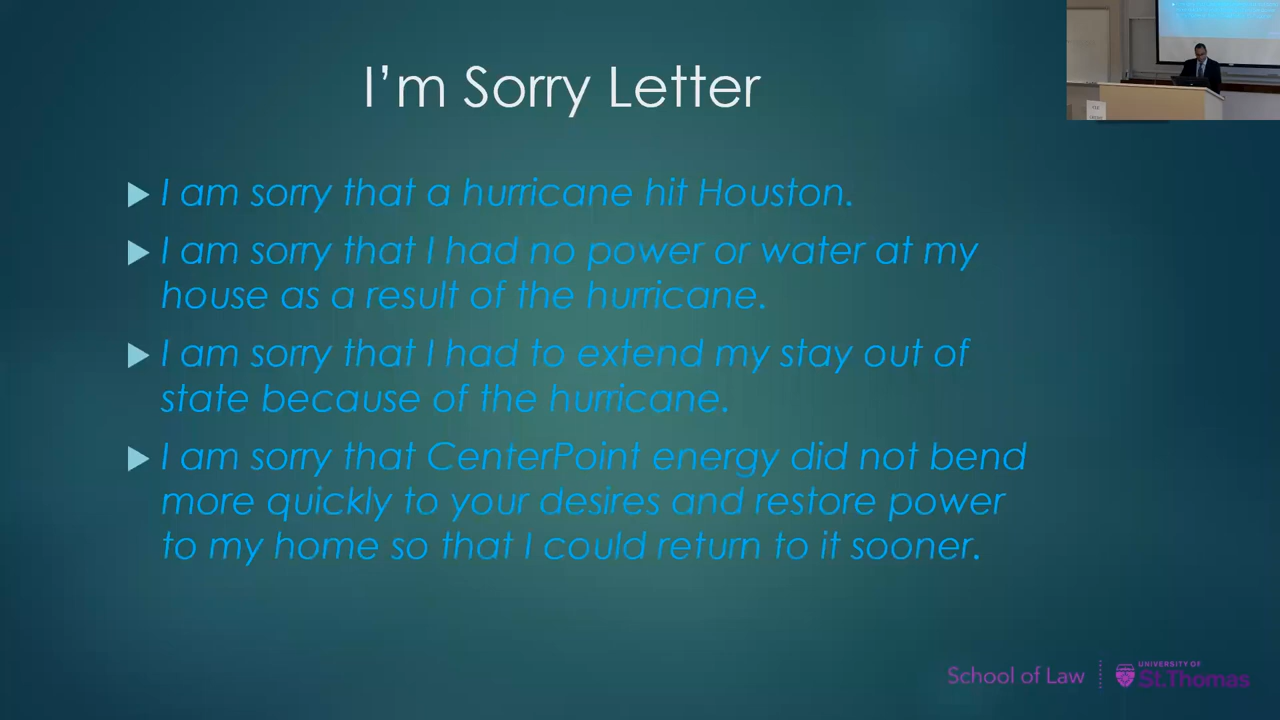 I'm Sorry Letter
I am sorry that a hurricane hit Houston.
I am sorry that I had no power or water at my
house as a result of the hurricane.
I am sorry that I had to extend my stay out of
state because of the hurricane.
I am sorry that CenterPoint energy did not bend
more quickly to your desires and restore power
to my home so that I could return to it sooner.
School of Law
UNIVERSITY OF
St.Thomas